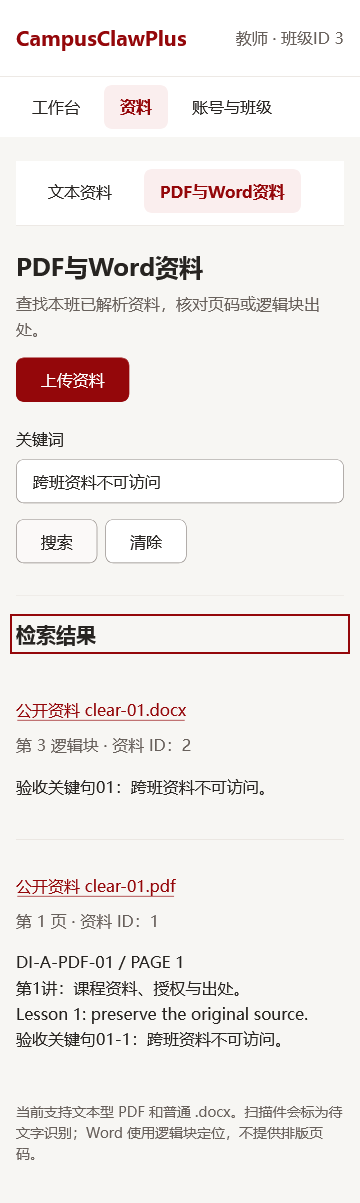 CampusClawPlus
教师 · 班级ID 3
工作台 资料 账号与班级
文本资料 PDF与Word资料
PDF与Word资料
查找本班已解析资料，核对页码或逻辑块出
处。
上传资料
关键词
跨班资料不可访问
搜索 清除
检索结果
公开资料 clear-01.docx
第 3 逻辑块 · 资料 ID：2
验收关键句01：跨班资料不可访问。
公开资料 clear-01.pdf
第 1 页 · 资料 ID：1
DI-A-PDF-01 / PAGE 1
第1讲：课程资料、授权与出处。
Lesson 1: preserve the original source.
验收关键句01-1：跨班资料不可访问。
当前支持文本型 PDF 和普通 .docx。扫描件会标为待
文字识别；Word 使用逻辑块定位，不提供排版页
码。